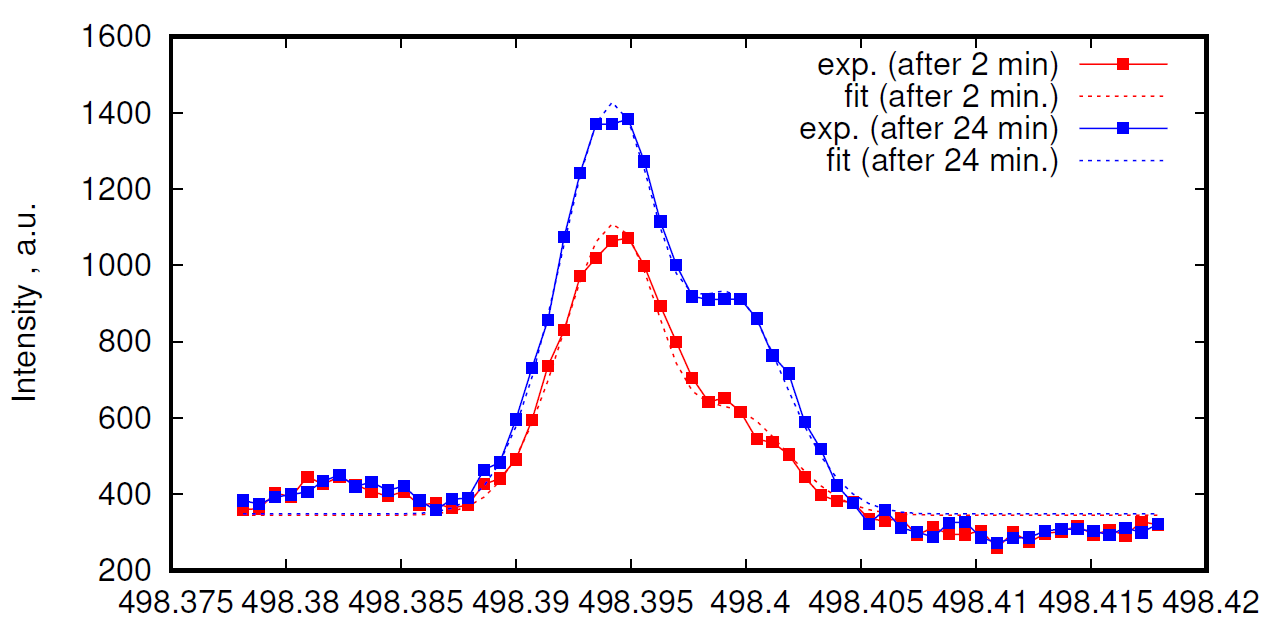 1600
1400
1200
1000
800
600
400
200
Intensity , a.u.
exp. (after 2 min)
fit (after 2 min.)
exp. (after 24 min)
fit (after 24 min.)
498.375 498.38 498.385 498.39 498.395 498.4 498.405 498.41 498.415 498.42